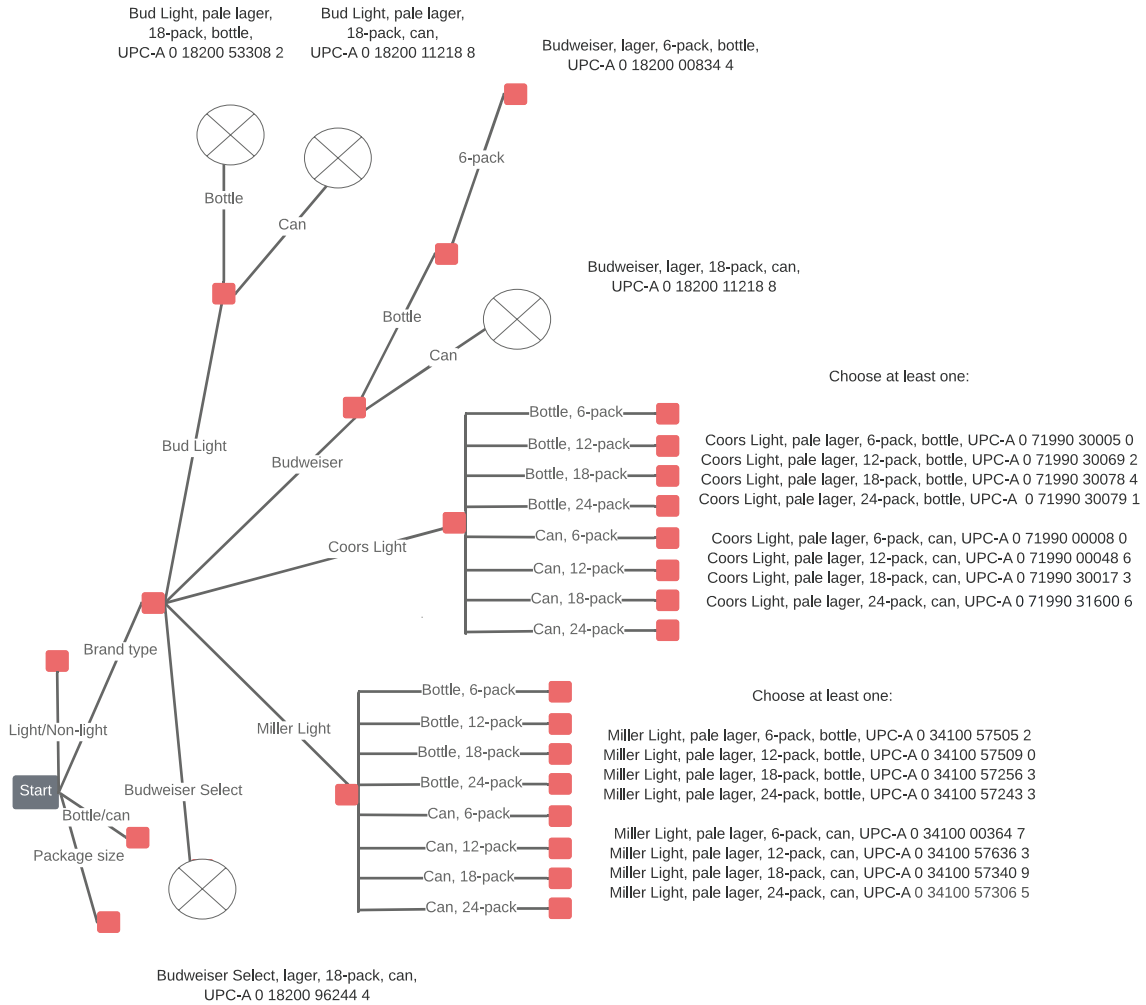 Bud Light, pale lager,
18-pack, bottle,
UPC-A 0 18200 53308 2
Bud Light, pale lager,
18-pack, can,
UPC-A 0 18200 11218 8
Budweiser, lager, 6-pack, bottle,
UPC-A 0 18200 00834 4
6-pack
Bottle
Can
Budweiser, lager, 18-pack, can,
UPC-A 0 18200 11218 8
Bottle
Can
Choose at least one:
Bud Light
Budweiser
Bottle, 6-pack
Bottle, 12-pack
Bottle, 18-pack
Bottle, 24-pack
Can, 6-pack
Can, 12-pack
Can, 18-pack
Can, 24-pack
Coors Light, pale lager, 6-pack, bottle, UPC-A 0 71990 30005 0
Coors Light, pale lager, 12-pack, bottle, UPC-A 0 71990 30069 2
Coors Light, pale lager, 18-pack, bottle, UPC-A 0 71990 30078 4
Coors Light, pale lager, 24-pack, bottle, UPC-A 0 71990 30079 1
Coors Light, pale lager, 6-pack, can, UPC-A 0 71990 00008 0
Coors Light, pale lager, 12-pack, can, UPC-A 0 71990 00048 6
Coors Light, pale lager, 18-pack, can, UPC-A 0 71990 30017 3
Coors Light, pale lager, 24-pack, can, UPC-A 0 71990 31600 6
Coors Light
Brand type
Light/Non-light
Miller Light
Start
Bottle/can
Package size
Budweiser Select
Bottle, 6-pack
Bottle, 12-pack
Bottle, 18-pack
Bottle, 24-pack
Can, 6-pack
Can, 12-pack
Can, 18-pack
Can, 24-pack
Choose at least one:
Miller Light, pale lager, 6-pack, bottle, UPC-A 0 34100 57505 2
Miller Light, pale lager, 12-pack, bottle, UPC-A 0 34100 57509 0
Miller Light, pale lager, 18-pack, bottle, UPC-A 0 34100 57256 3
Miller Light, pale lager, 24-pack, bottle, UPC-A 0 34100 57243 3
Miller Light, pale lager, 6-pack, can, UPC-A 0 34100 00364 7
Miller Light, pale lager, 12-pack, can, UPC-A 0 34100 57636 3
Miller Light, pale lager, 18-pack, can, UPC-A 0 34100 57340 9
Miller Light, pale lager, 24-pack, can, UPC-A 0 34100 57306 5
Budweiser Select, lager, 18-pack, can,
UPC-A 0 18200 96244 4